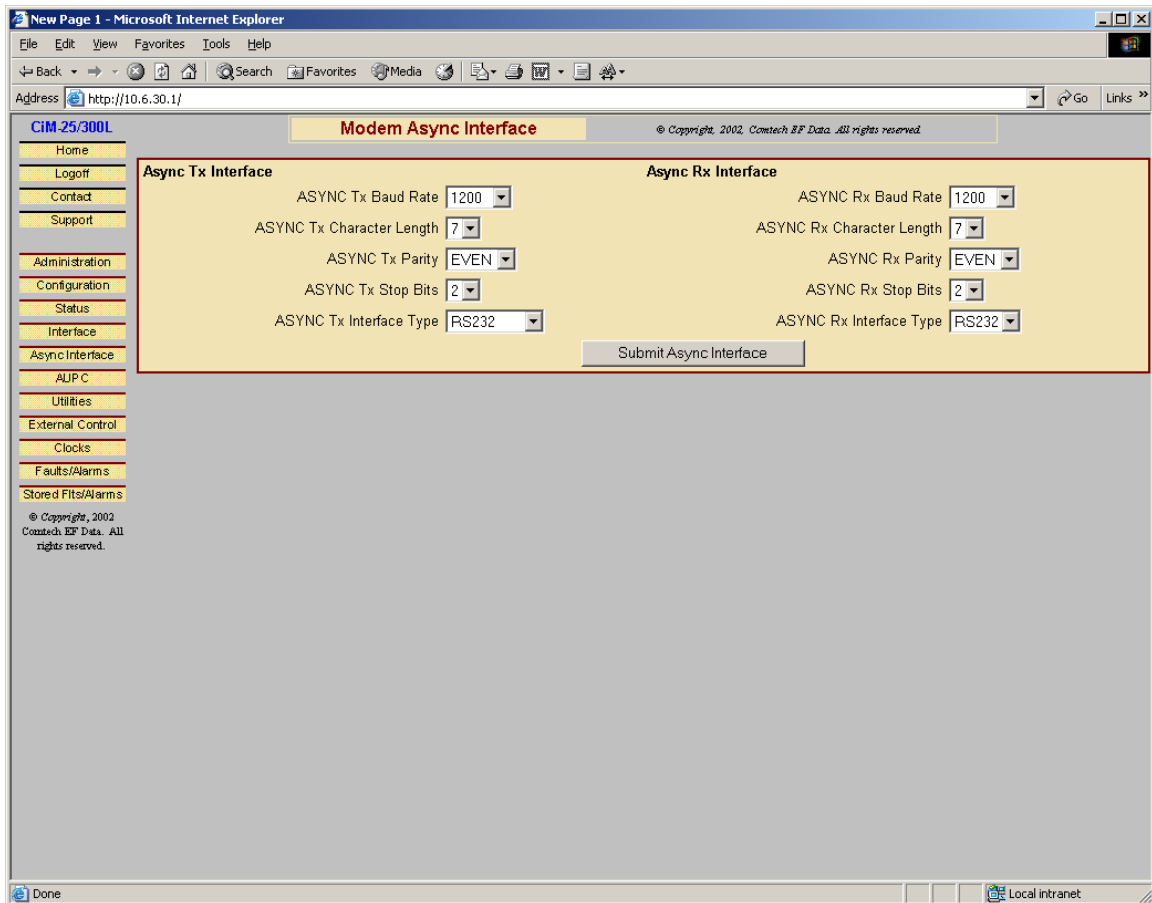 New Page 1 - Microsoft Internet Explorer
File Edit View Favorites Tools Help
Back Search Favorites Media
Address http://10.6.30.1/ Go Links »
CiM-25/300L
Modem Async Interface
© Copyright, 2002, Comtech EF Data. All rights reserved.
Home
Logoff
Contact
Support
Administration
Configuration
Status
Interface
Async Interface
AUPC
Utilities
External Control
Clocks
Faults/Alarms
Stored Flts/Alarms
© Copyright, 2002
Comtech EF Data. All
rights reserved.
Async Tx Interface
ASYNC Tx Baud Rate 1200
ASYNC Tx Character Length 7
ASYNC Tx Parity EVEN
ASYNC Tx Stop Bits 2
ASYNC Tx Interface Type RS232
Async Rx Interface
ASYNC Rx Baud Rate 1200
ASYNC Rx Character Length 7
ASYNC Rx Parity EVEN
ASYNC Rx Stop Bits 2
ASYNC Rx Interface Type RS232
Submit Async Interface
Done
Local intranet